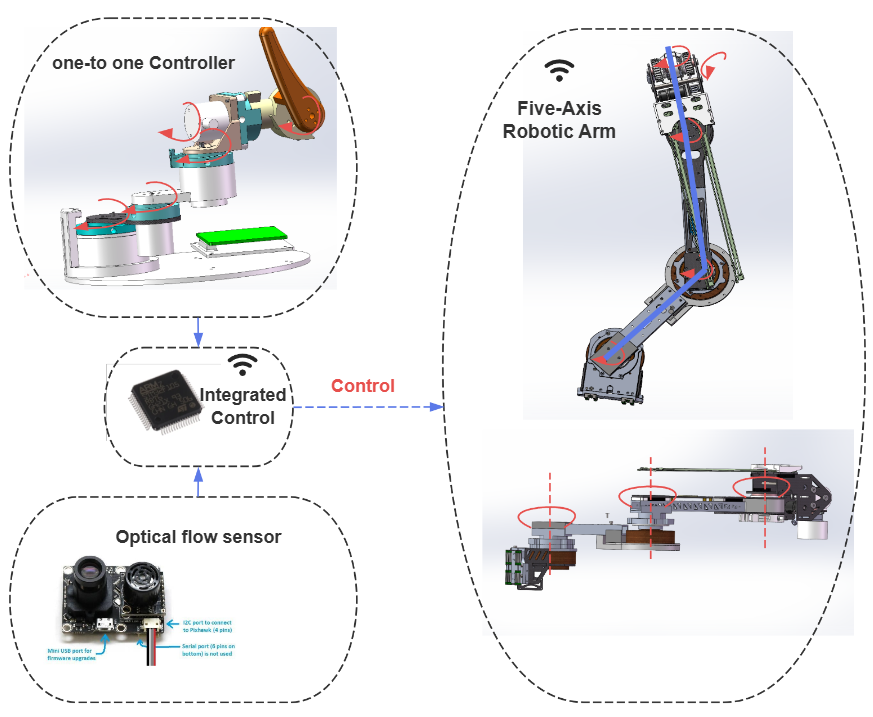 one-to one Controller
Five-Axis
Robotic Arm
Integrated
Control
Control
Optical flow sensor
I2C port to connect
to Pixhawk (4 pins)
Mini USB port for
firmware upgrades
Serial port (6 pins on
bottom) is not used